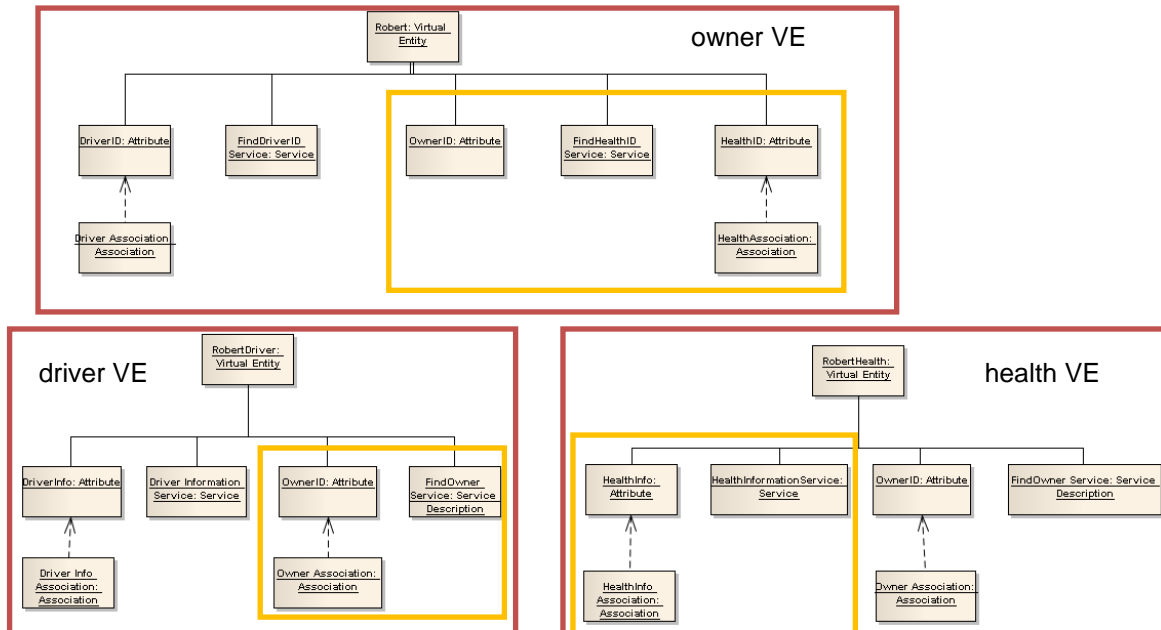 Robert: Virtual
Entity
owner VE
DriverID: Attribute
FindDriverID
Service: Service
OwnerID: Attribute
FindHealthID
Service: Service
HealthID: Attribute
Driver Association:
Association
HealthAssociation:
Association
driver VE
RobertDriver:
Virtual Entity
DriverInfo: Attribute
Driver Information
Service: Service
OwnerID: Attribute
FindOwner
Service: Service
Description
Driver Info
Association:
Association
Owner Association:
Association
RobertHealth:
Virtual Entity
health VE
HealthInfo:
Attribute
HealthInformationService:
Service
OwnerID: Attribute
FindOwner Service: Service
Description
HealthInfo
Association:
Association
Owner Association:
Association